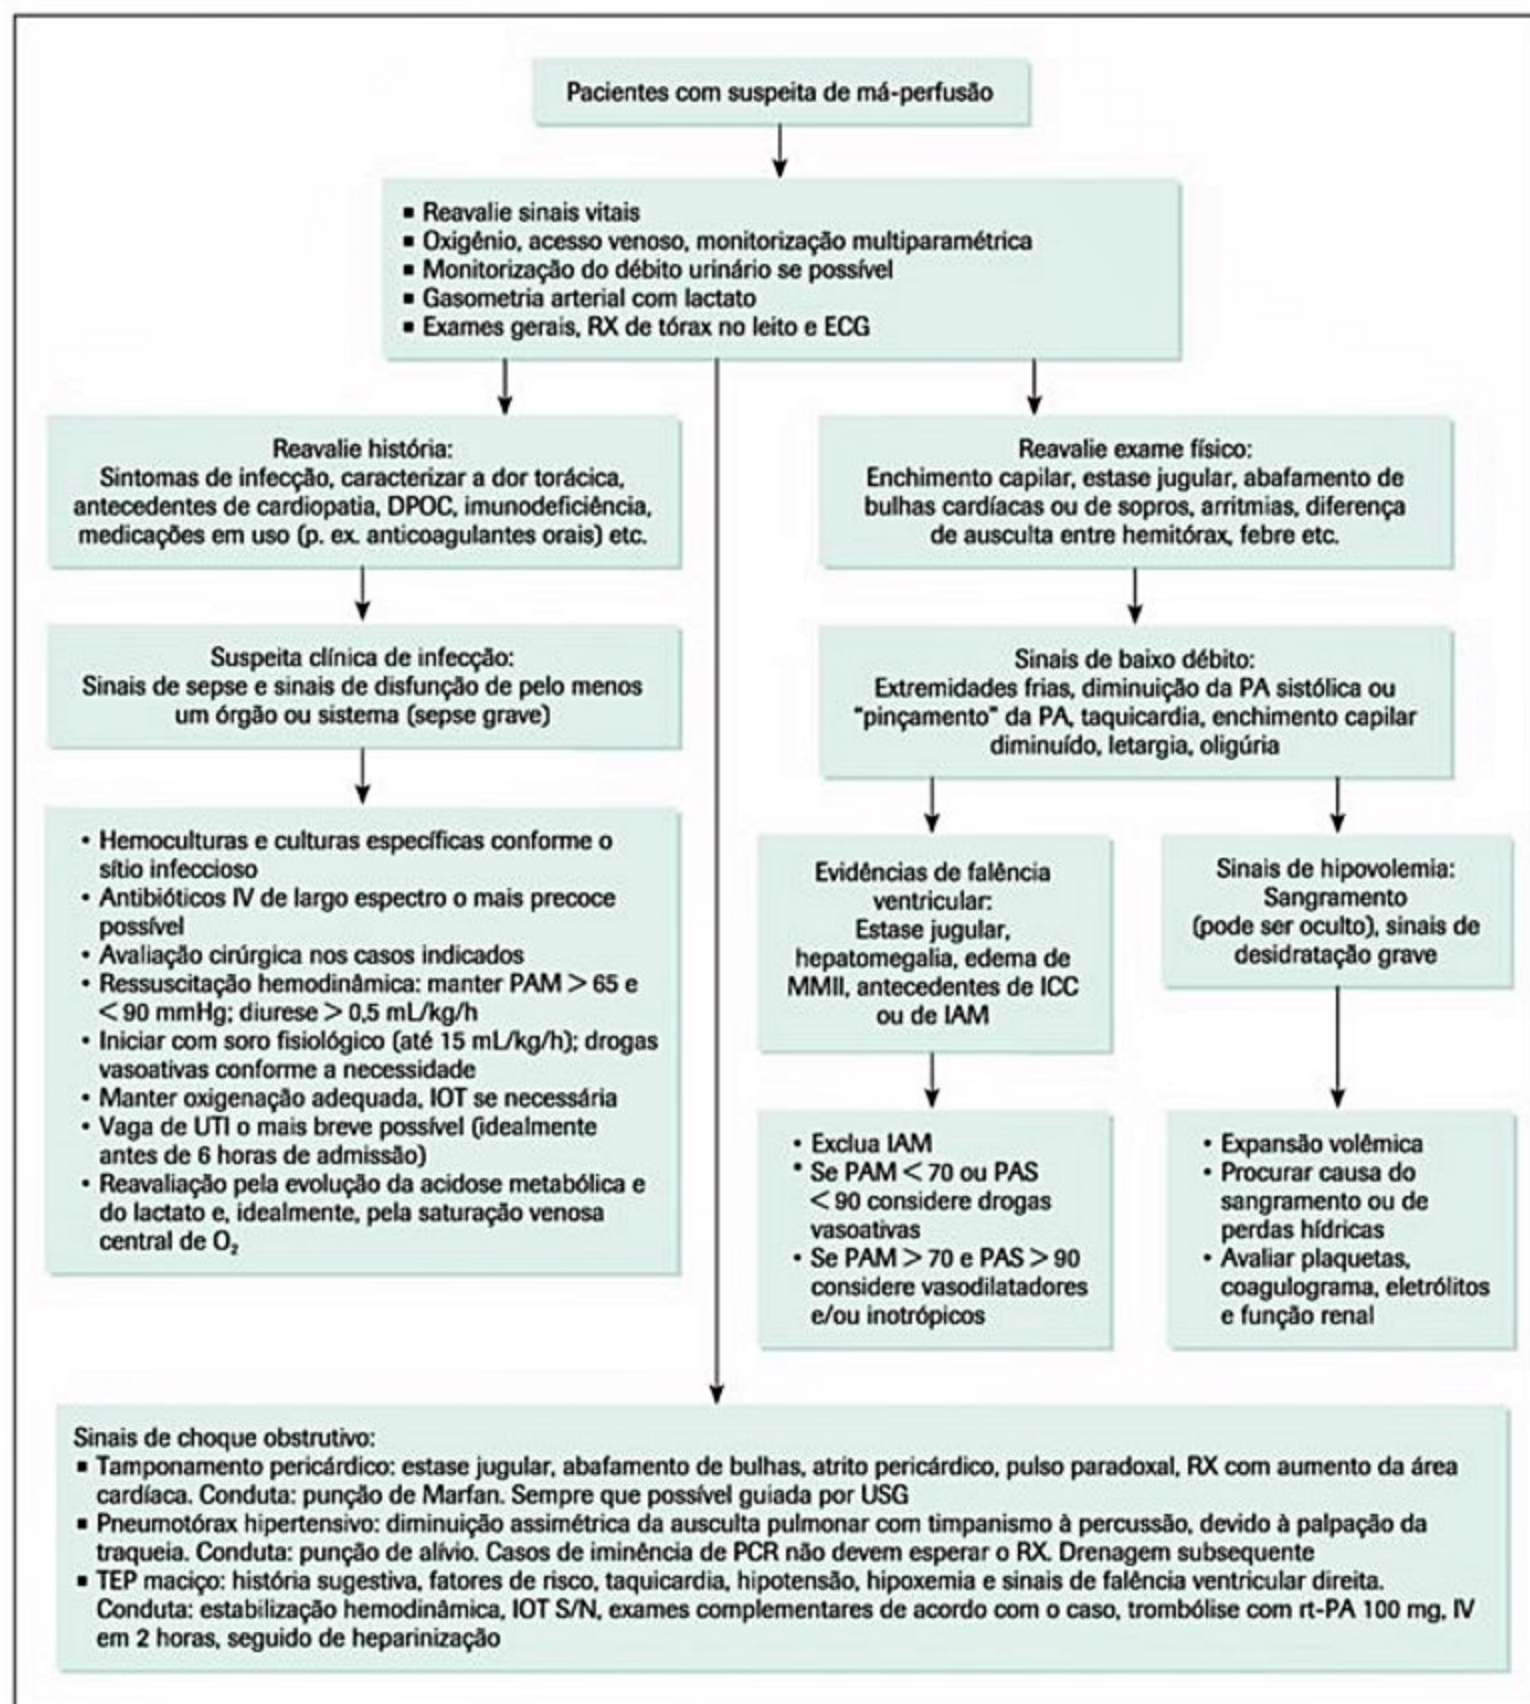 Pacientes com suspeita de má-perfusão
▪ Reavalie sinais vitais
▪ Oxigênio, acesso venoso, monitorização multiparamétrica
▪ Monitorização do débito urinário se possível
▪ Gasometria arterial com lactato
▪ Exames gerais, RX de tórax no leito e ECG
Reavalie história:
Sintomas de infecção, caracterizar a dor torácica,
antecedentes de cardiopatia, DPOC, imunodeficiência,
medicações em uso (p. ex. anticoagulantes orais) etc.
Reavalie exame físico:
Enchimento capilar, estase jugular, abafamento de
bulhas cardíacas ou de sopros, arritmias, diferença
de ausculta entre hemitórax, febre etc.
Suspeita clínica de infecção:
Sinais de sepse e sinais de disfunção de pelo menos
um órgão ou sistema (sepse grave)
Sinais de baixo débito:
Extremidades frias, diminuição da PA sistólica ou
"pinçamento" da PA, taquicardia, enchimento capilar
diminuído, letargia, oligúria
• Hemoculturas e culturas específicas conforme o
sítio infeccioso
• Antibióticos IV de largo espectro o mais precoce
possível
• Avaliação cirúrgica nos casos indicados
• Ressuscitação hemodinâmica: manter PAM > 65 e
< 90 mmHg; diurese > 0,5 mL/kg/h
• Iniciar com soro fisiológico (até 15 mL/kg/h); drogas
vasoativas conforme a necessidade
• Manter oxigenação adequada, IOT se necessária
• Vaga de UTI o mais breve possível (idealmente
antes de 6 horas de admissão)
• Reavaliação pela evolução da acidose metabólica e
do lactato e, idealmente, pela saturação venosa
central de O₂
Evidências de falência
ventricular:
Estase jugular,
hepatomegalia, edema de
MMII, antecedentes de ICC
ou de IAM
Sinais de hipovolemia:
Sangramento
(pode ser oculto), sinais de
desidratação grave
• Exclua IAM
• Se PAM < 70 ou PAS
< 90 considere drogas
vasoativas
• Se PAM > 70 e PAS > 90
considere vasodilatadores
e/ou inotrópicos
• Expansão volêmica
• Procurar causa do
sangramento ou de
perdas hídricas
• Avaliar plaquetas,
coagulograma, eletrólitos
e função renal
Sinais de choque obstrutivo:
▪ Tamponamento pericárdico: estase jugular, abafamento de bulhas, atrito pericárdico, pulso paradoxal, RX com aumento da área
cardíaca. Conduta: punção de Marfan. Sempre que possível guiada por USG
▪ Pneumotórax hipertensivo: diminuição assimétrica da ausculta pulmonar com timpanismo à percussão, devido à palpação da
traqueia. Conduta: punção de alívio. Casos de iminência de PCR não devem esperar o RX. Drenagem subsequente
▪ TEP maciço: história sugestiva, fatores de risco, taquicardia, hipotensão, hipoxemia e sinais de falência ventricular direita.
Conduta: estabilização hemodinâmica, IOT S/N, exames complementares de acordo com o caso, trombólise com rt-PA 100 mg, IV
em 2 horas, seguido de heparinização